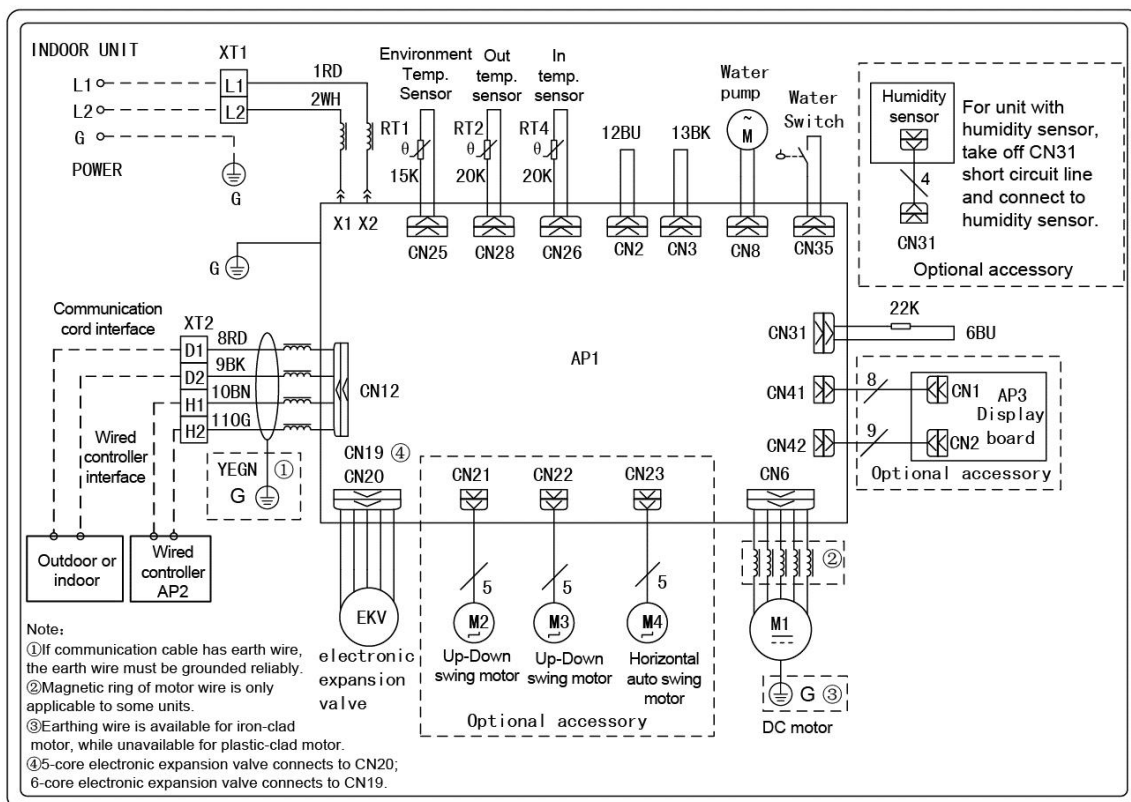 INDOOR UNIT
XT1
L1
L1
1RD
L2
L2
2WH
G
POWER
G
Environment
Temp.
Sensor
Out
temp.
sensor
In
temp.
sensor
RT1
θ
15K
RT2
θ
20K
RT4
θ
20K
12BU
13BK
Water
pump
~
M
Water
Switch
X1 X2
CN25
CN28
CN26
CN2
CN3
CN8
CN35
Humidity
sensor
4
CN31
For unit with
humidity sensor,
take off CN31
short circuit line
and connect to
humidity sensor.
Optional accessory
G
Communication
cord interface
XT2
D1
8RD
D2
9BK
H1
10BN
H2
11OG
CN12
Wired
controller
interface
YEGN ①
G
Outdoor or
indoor
Wired
controller
AP2
AP1
CN31
22K
6BU
CN41
8
CN1
CN42
9
CN2
AP3
Display
board
Optional accessory
CN19 ④
CN20
EKV
electronic
expansion
valve
CN21
5
M2
Up-Down
swing motor
CN22
5
M3
Up-Down
swing motor
CN23
5
M4
Horizontal
auto swing
motor
Optional accessory
CN6
②
M1
G ③
DC motor
Note:
①If communication cable has earth wire,
the earth wire must be grounded reliably.
②Magnetic ring of motor wire is only
applicable to some units.
③Earthing wire is available for iron-clad
motor, while unavailable for plastic-clad motor.
④5-core electronic expansion valve connects to CN20;
6-core electronic expansion valve connects to CN19.